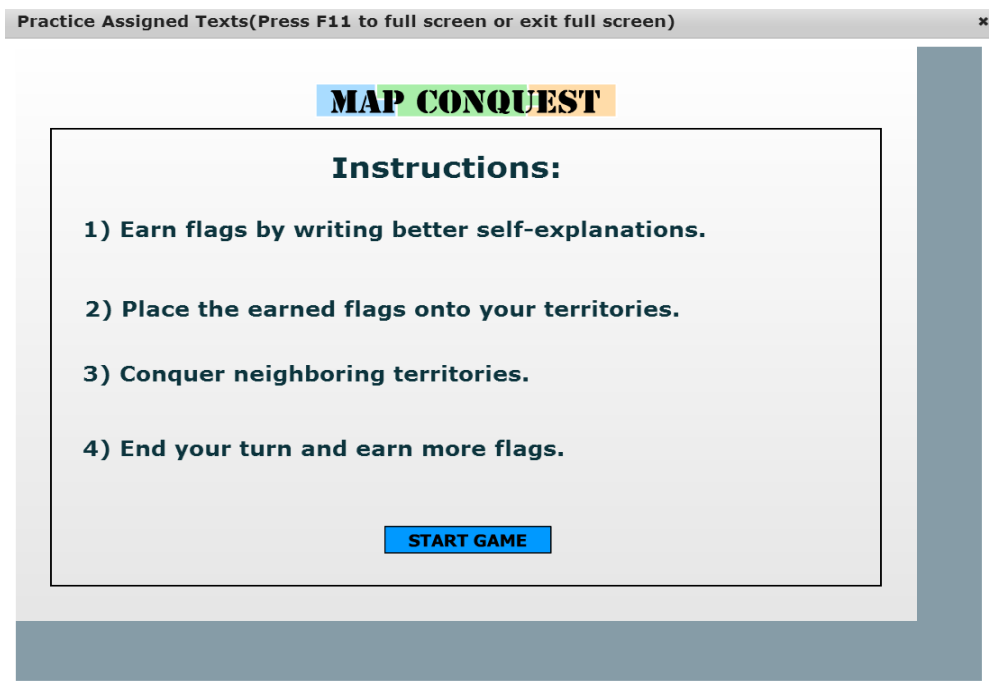 Practice Assigned Texts(Press F11 to full screen or exit full screen)
MAP CONQUEST
Instructions:
1) Earn flags by writing better self-explanations.
2) Place the earned flags onto your territories.
3) Conquer neighboring territories.
4) End your turn and earn more flags.
START GAME